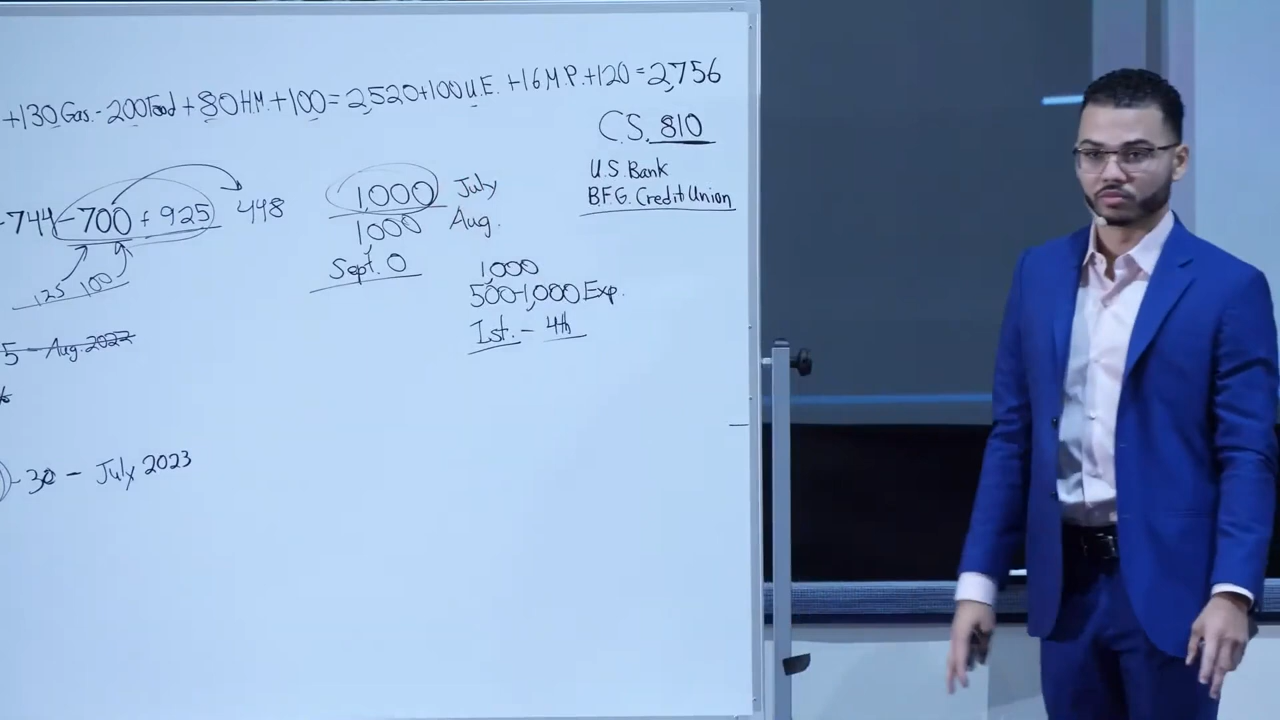 +130 Gas. - 200 Food + 80 H.M. + 100 = 2,520 + 100 U.E. + 16 M.P. + 120 = 2,756
C.S. 810
U.S. Bank
B.F.G. Credit Union
-744 - 700 + 925 448
125 100
1,000 July
1000 Aug.
Sept. 0
1,000
500-1,000 Exp.
1st. - 4th
5 - Aug. 2022
- 30 - July 2023